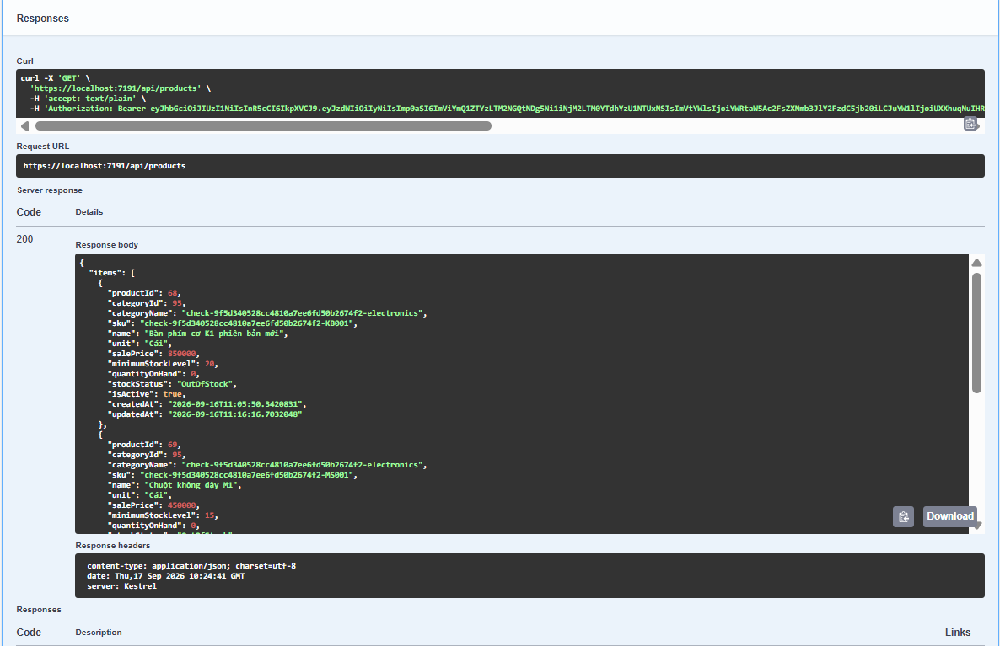 Responses
Curl
curl -X 'GET' \
'https://localhost:7191/api/products' \
-H 'accept: text/plain' \
-H 'Authorization: Bearer
Request URL
https://localhost:7191/api/products
Server response
Code Details
200
Response body
{
"items": [
{
"productId": 68,
"categoryId": 95,
"categoryName": "check-9f5d340528cc4810a7ee6fd50b2674f2-electronics",
"sku": "check-9f5d340528cc4810a7ee6fd50b2674f2-KB001",
"name": "Bàn phím cơ K1 phiên bản mới",
"unit": "Cái",
"salePrice": 850000,
"minimumStockLevel": 20,
"quantityOnHand": 0,
"stockStatus": "OutOfStock",
"isActive": true,
"createdAt": "2026-09-16T11:05:50.3420831",
"updatedAt": "2026-09-16T11:16:16.7032048"
},
{
"productId": 69,
"categoryId": 95,
"categoryName": "check-9f5d340528cc4810a7ee6fd50b2674f2-electronics",
"sku": "check-9f5d340528cc4810a7ee6fd50b2674f2-MS001",
"name": "Chuột không dây M1",
"unit": "Cái",
"salePrice": 450000,
"minimumStockLevel": 15,
"quantityOnHand": 0,
Download
Response headers
content-type: application/json; charset=utf-8
date: Thu,17 Sep 2026 10:24:41 GMT
server: Kestrel
Responses
Code Description Links